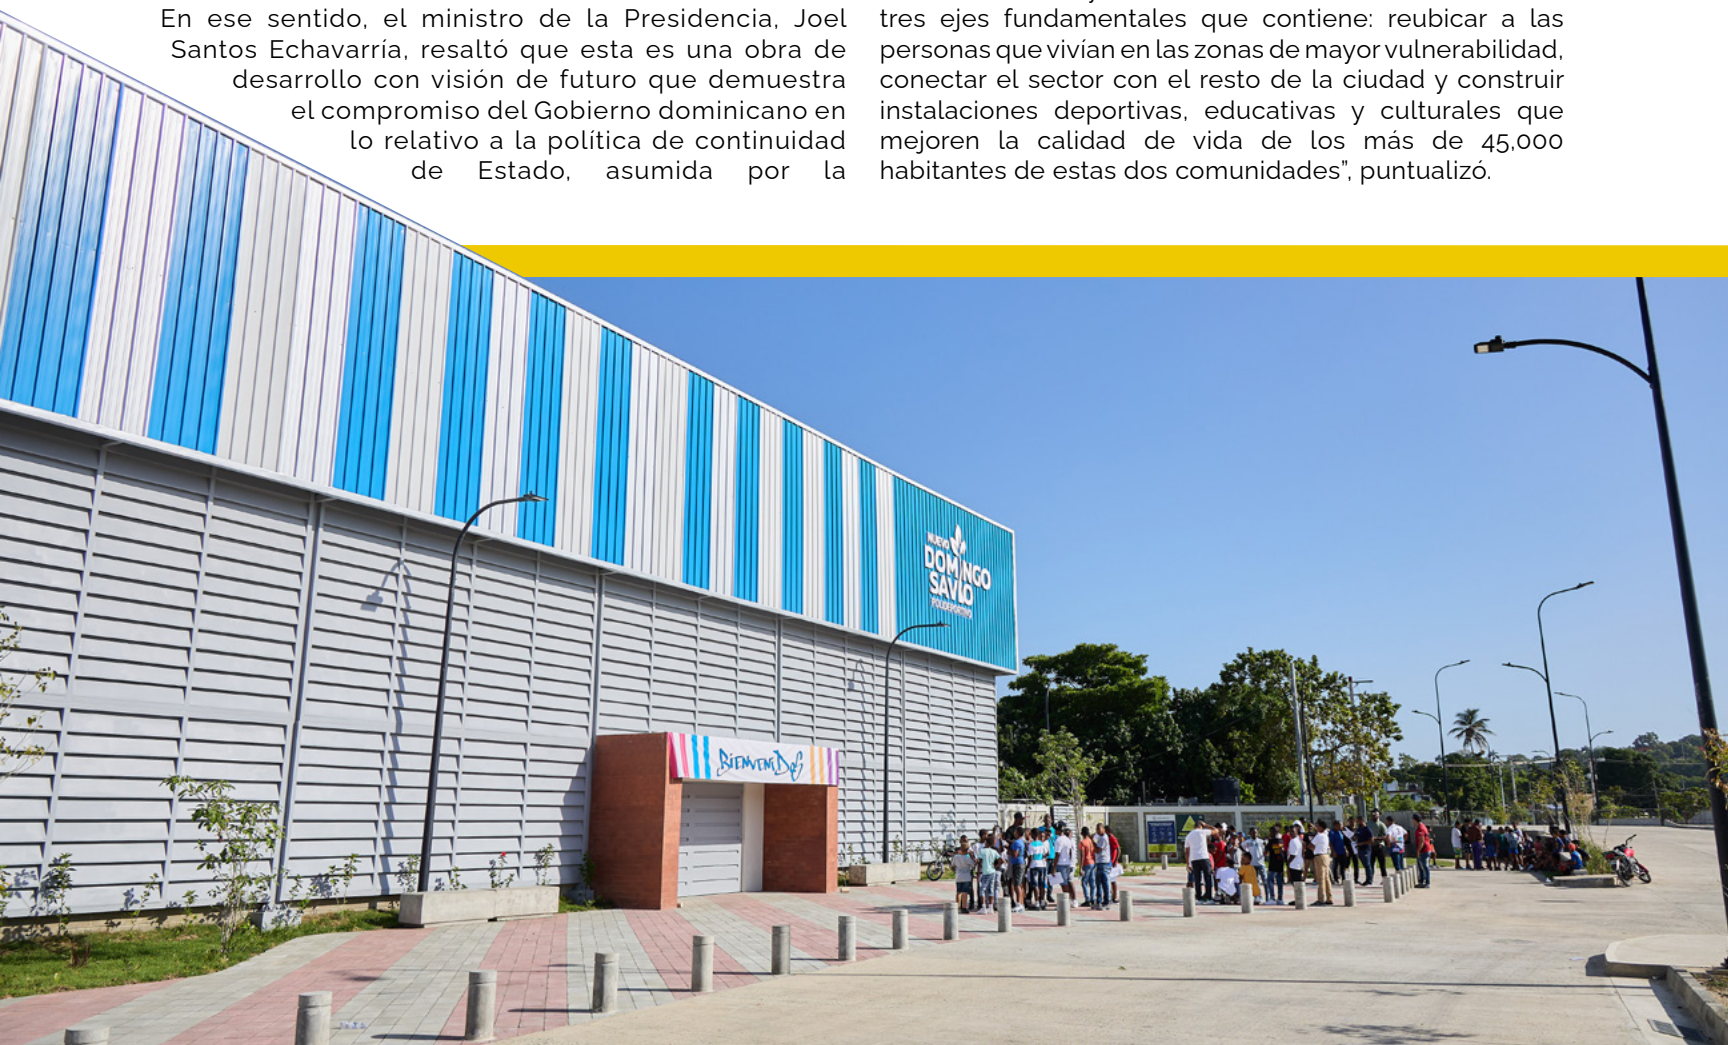 En ese sentido, el ministro de la Presidencia, Joel
Santos Echavarría, resaltó que esta es una obra de
desarrollo con visión de futuro que demuestra
el compromiso del Gobierno dominicano en
lo relativo a la política de continuidad
de Estado, asumida por la
tres ejes fundamentales que contiene: reubicar a las
personas que vivían en las zonas de mayor vulnerabilidad,
conectar el sector con el resto de la ciudad y construir
instalaciones deportivas, educativas y culturales que
mejoren la calidad de vida de los más de 45,000
habitantes de estas dos comunidades”, puntualizó.
NUEVO
DOMINGO
SAVIO
POLIDEPORTIVO
BIENVENIDOS